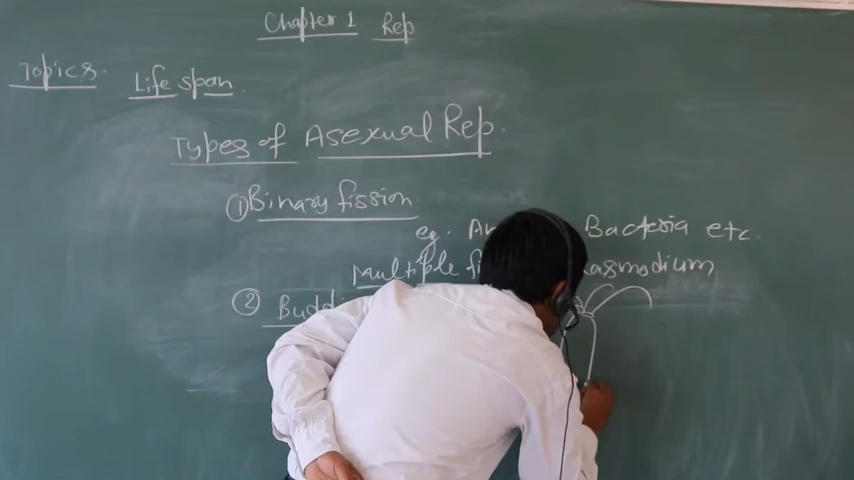 Chapter 1 Rep
Topics. Life span.
Types of Asexual Rep.
① Binary fission
eg. Bacteria etc.
Multiple
②